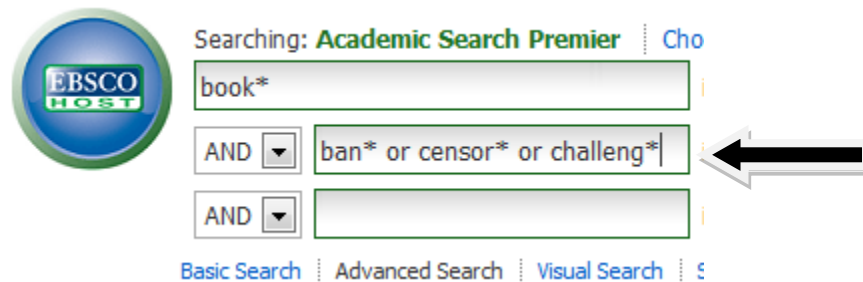 EBSCO
HOST
Searching: Academic Search Premier Cho
book*
AND ban* or censor* or challeng*
AND
Basic Search Advanced Search Visual Search